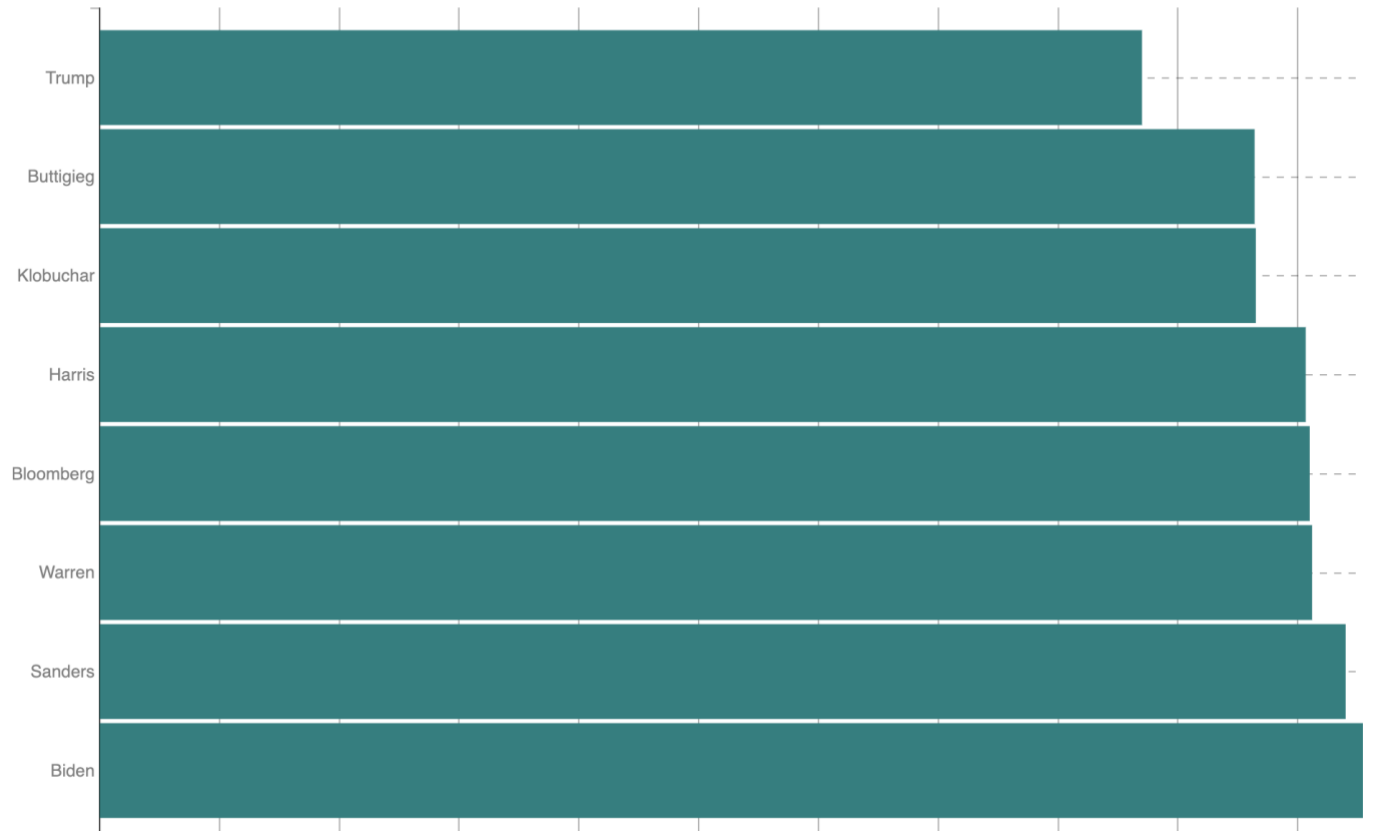 Trump
Buttigieg
Klobuchar
Harris
Bloomberg
Warren
Sanders
Biden